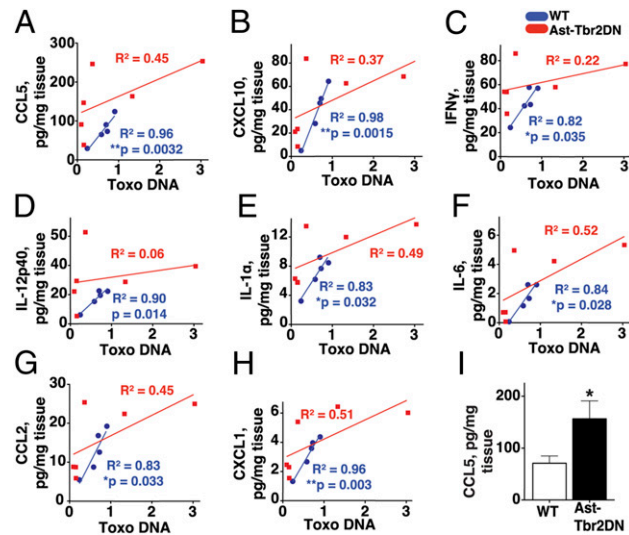 WT
Ast-Tbr2DN
A
CCL5,
pg/mg tissue
300
200
100
0
R² = 0.45
R² = 0.96
**p = 0.0032
0 1 2 3
Toxo DNA
B
CXCL10,
pg/mg tissue
100
80
60
40
20
0
R² = 0.37
R² = 0.98
**p = 0.0015
0 1 2 3
Toxo DNA
C
IFNγ,
pg/mg tissue
100
80
60
40
20
0
R² = 0.22
R² = 0.82
*p = 0.035
0 1 2 3
Toxo DNA
D
IL-12p40,
pg/mg tissue
60
40
20
0
R² = 0.06
R² = 0.90
p = 0.014
0 1 2 3
Toxo DNA
E
IL-1α,
pg/mg tissue
15
10
5
0
R² = 0.49
R² = 0.83
*p = 0.032
0 1 2 3
Toxo DNA
F
IL-6,
pg/mg tissue
8
6
4
2
0
R² = 0.52
R² = 0.84
*p = 0.028
0 1 2 3
Toxo DNA
G
CCL2,
pg/mg tissue
30
20
10
0
R² = 0.45
R² = 0.83
*p = 0.033
0 1 2 3
Toxo DNA
H
CXCL1,
pg/mg tissue
8
6
4
2
0
R² = 0.51
R² = 0.96
**p = 0.003
0 1 2 3
Toxo DNA
I
CCL5, pg/mg
tissue
200
100
0
*
WT
Ast-
Tbr2DN